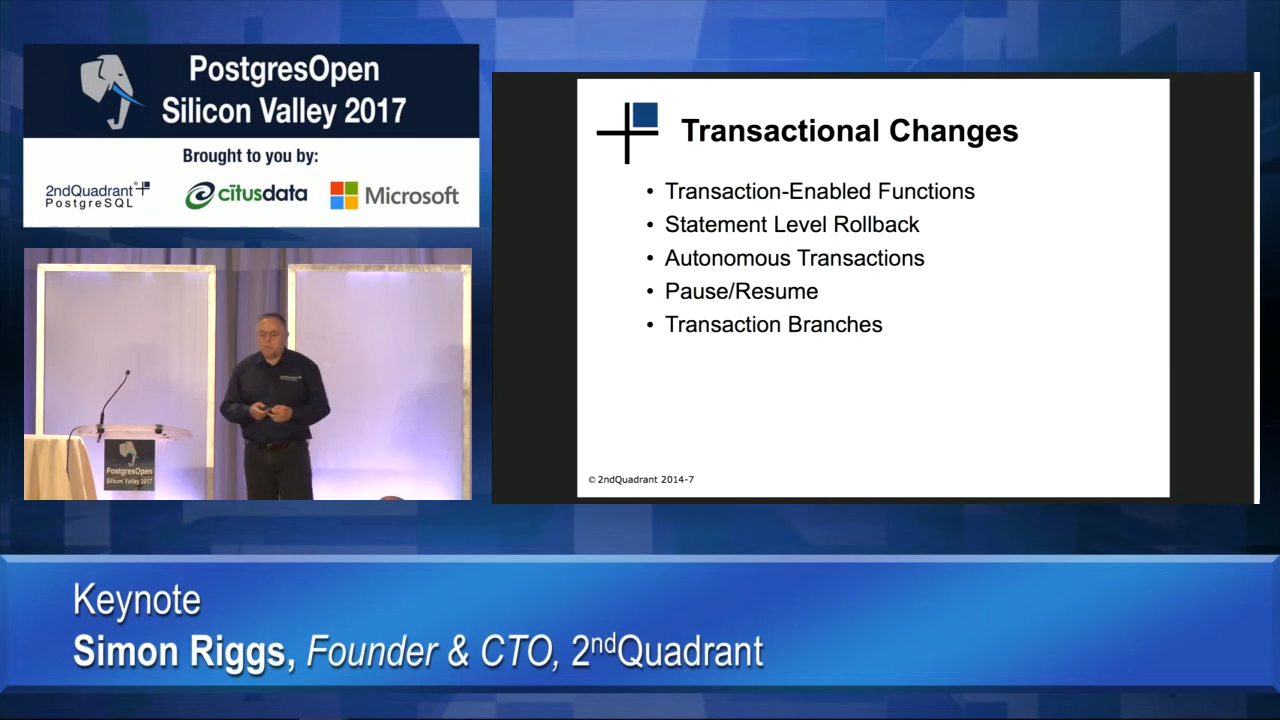 PostgresOpen
Silicon Valley 2017
Brought to you by:
2ndQuadrant®
PostgreSQL
citusdata
Microsoft
Transactional Changes
• Transaction-Enabled Functions
• Statement Level Rollback
• Autonomous Transactions
• Pause/Resume
• Transaction Branches
© 2ndQuadrant 2014-7
PostgresOpen
Silicon Valley 2017
Keynote
Simon Riggs, Founder & CTO, 2ndQuadrant